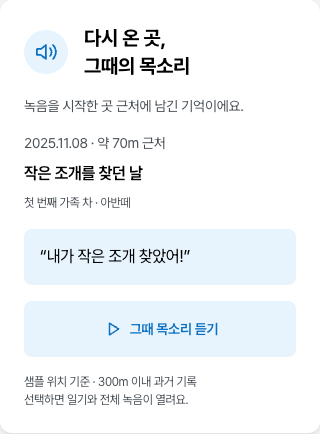 다시 온 곳,
그때의 목소리
녹음을 시작한 곳 근처에 남긴 기억이에요.
2025.11.08 · 약 70m 근처
작은 조개를 찾던 날
첫 번째 가족 차 · 아반떼
“내가 작은 조개 찾았어!”
그때 목소리 듣기
샘플 위치 기준 · 300m 이내 과거 기록
선택하면 일기와 전체 녹음이 열려요.